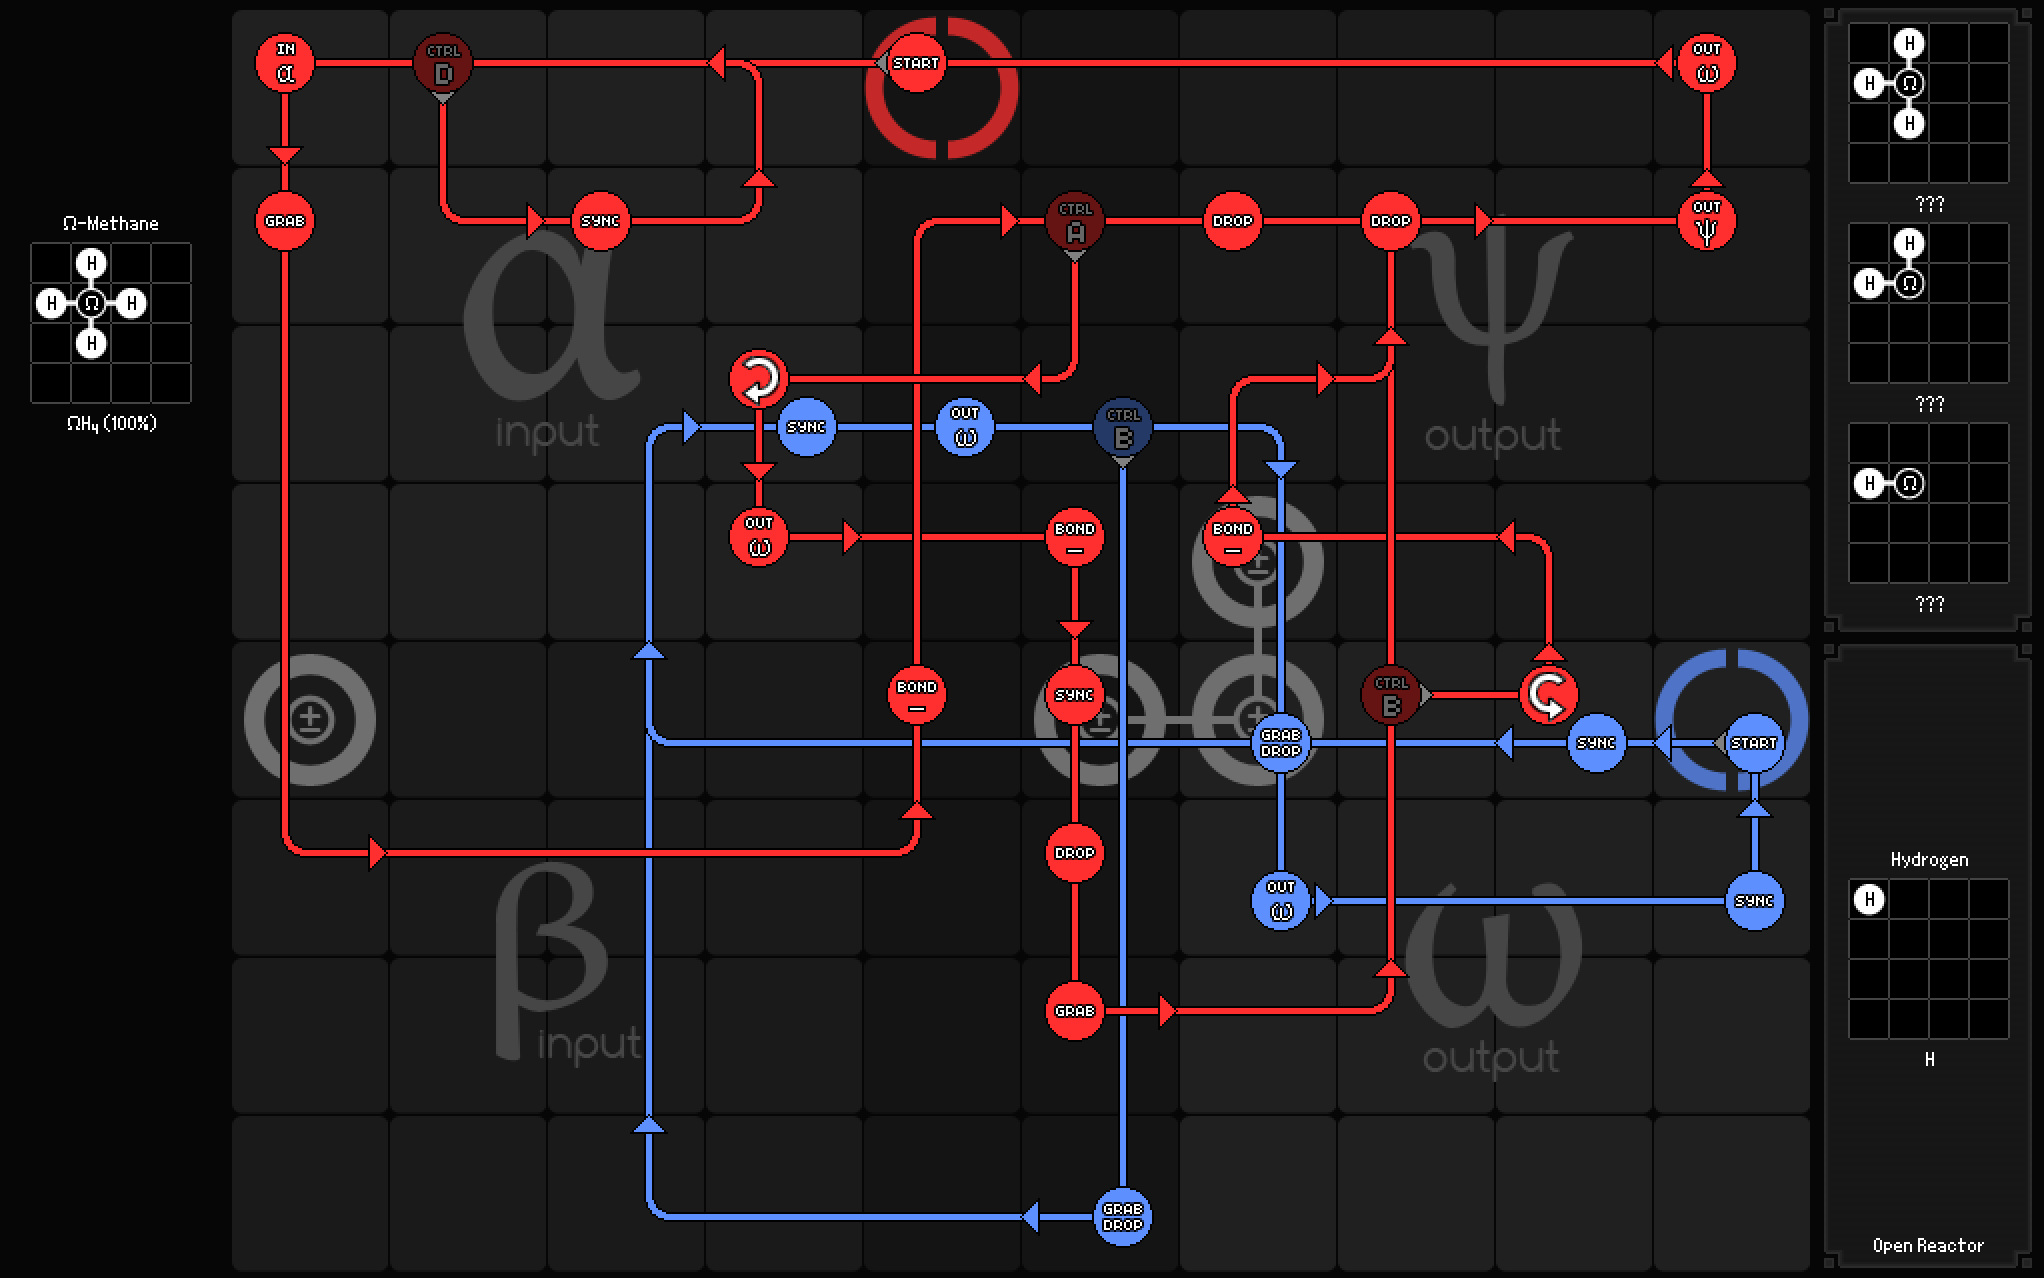 Ω-Methane
H
H Ω H
H
ΩH₄ (100%)
IN
α
CTRL
D
START
OUT
ω
GRAB
SYNC
CTRL
A
DROP
DROP
OUT
ψ
α
input
ψ
output
SYNC
OUT
ω
CTRL
B
OUT
ω
BOND
–
BOND
–
±
±
BOND
–
SYNC
±
±
CTRL
B
GRAB
DROP
SYNC
START
DROP
OUT
ω
SYNC
β
input
GRAB
ω
output
GRAB
DROP
H
H Ω
H
???
H
H Ω
???
H Ω
???
Hydrogen
H
H
Open Reactor